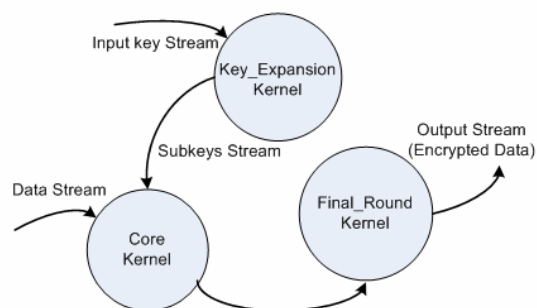 Input key Stream
Key_Expansion
Kernel
Subkeys Stream
Output Stream
(Encrypted Data)
Data Stream
Final_Round
Kernel
Core
Kernel